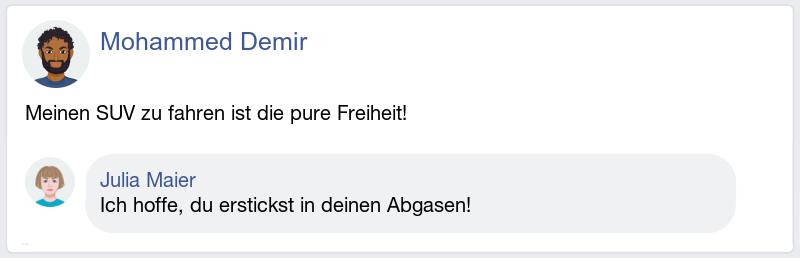 Mohammed Demir
Meinen SUV zu fahren ist die pure Freiheit!
Julia Maier
Ich hoffe, du erstickst in deinen Abgasen!